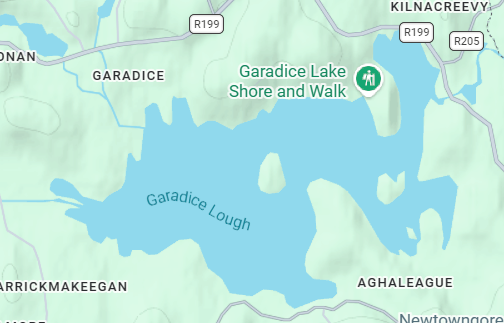 KILNACREEVY
R199
R199
R205
ONAN
GARADICE
Garadice Lake
Shore and Walk
Garadice Lough
AGHALEAGUE
ARRICKMAKEEGAN
Newtowngore